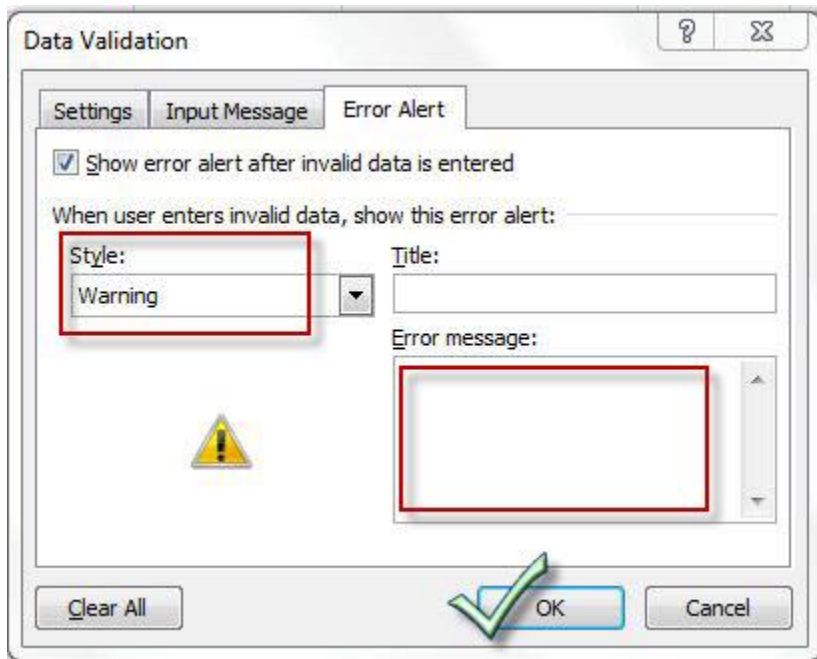 Data Validation
Settings Input Message Error Alert
Show error alert after invalid data is entered
When user enters invalid data, show this error alert:
Style:
Title:
Warning
Error message:
Clear All
OK
Cancel